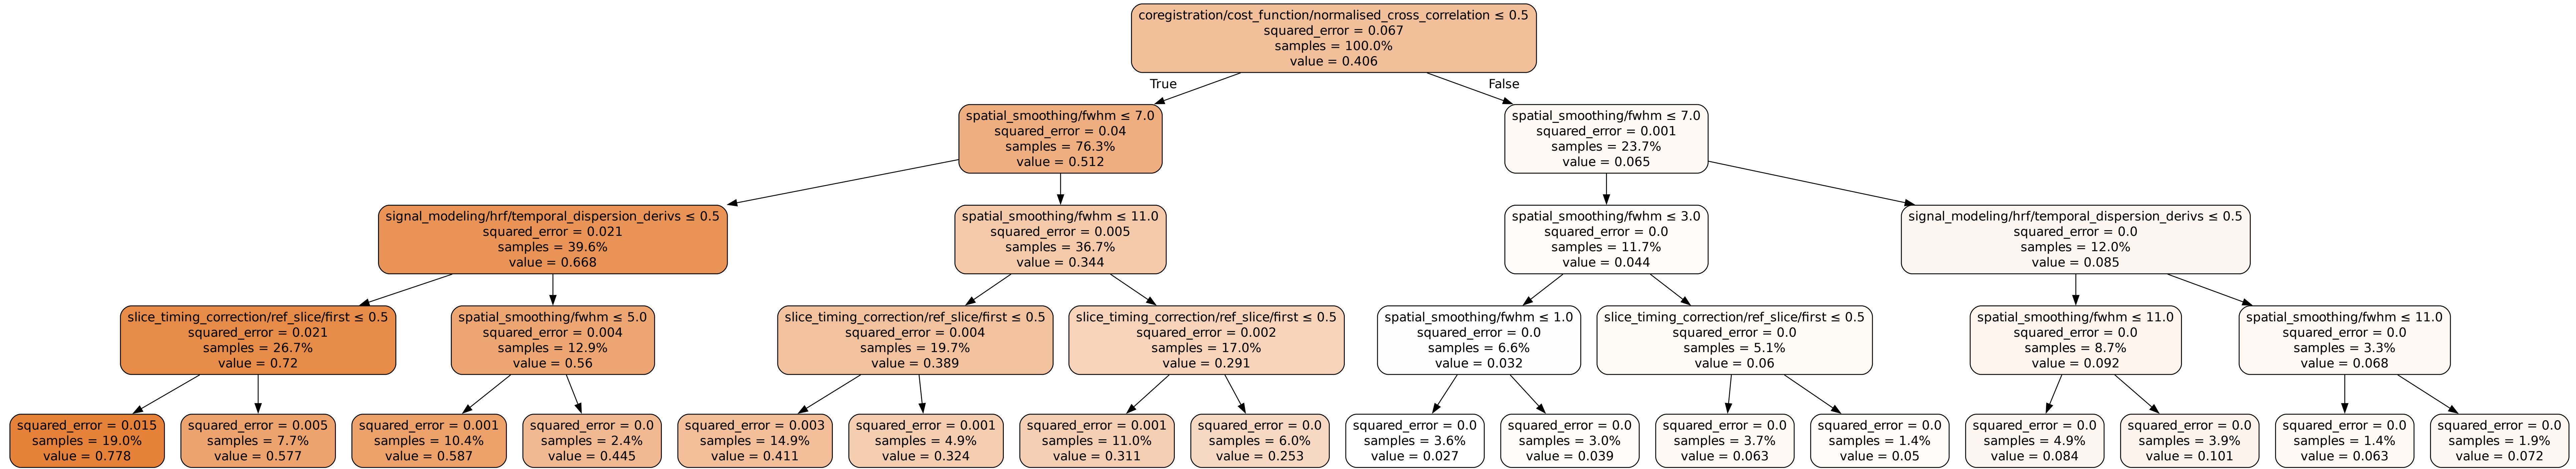 coregistration/cost_function/normalised_cross_correlation ≤ 0.5
squared_error = 0.067
samples = 100.0%
value = 0.406
True
False
spatial_smoothing/fwhm ≤ 7.0
squared_error = 0.04
samples = 76.3%
value = 0.512
spatial_smoothing/fwhm ≤ 7.0
squared_error = 0.001
samples = 23.7%
value = 0.065
signal_modeling/hrf/temporal_dispersion_derivs ≤ 0.5
squared_error = 0.021
samples = 39.6%
value = 0.668
spatial_smoothing/fwhm ≤ 11.0
squared_error = 0.005
samples = 36.7%
value = 0.344
spatial_smoothing/fwhm ≤ 3.0
squared_error = 0.0
samples = 11.7%
value = 0.044
signal_modeling/hrf/temporal_dispersion_derivs ≤ 0.5
squared_error = 0.0
samples = 12.0%
value = 0.085
slice_timing_correction/ref_slice/first ≤ 0.5
squared_error = 0.021
samples = 26.7%
value = 0.72
spatial_smoothing/fwhm ≤ 5.0
squared_error = 0.004
samples = 12.9%
value = 0.56
slice_timing_correction/ref_slice/first ≤ 0.5
squared_error = 0.004
samples = 19.7%
value = 0.389
slice_timing_correction/ref_slice/first ≤ 0.5
squared_error = 0.002
samples = 17.0%
value = 0.291
spatial_smoothing/fwhm ≤ 1.0
squared_error = 0.0
samples = 6.6%
value = 0.032
slice_timing_correction/ref_slice/first ≤ 0.5
squared_error = 0.0
samples = 5.1%
value = 0.06
spatial_smoothing/fwhm ≤ 11.0
squared_error = 0.0
samples = 8.7%
value = 0.092
spatial_smoothing/fwhm ≤ 11.0
squared_error = 0.0
samples = 3.3%
value = 0.068
squared_error = 0.015
samples = 19.0%
value = 0.778
squared_error = 0.005
samples = 7.7%
value = 0.577
squared_error = 0.001
samples = 10.4%
value = 0.587
squared_error = 0.0
samples = 2.4%
value = 0.445
squared_error = 0.003
samples = 14.9%
value = 0.411
squared_error = 0.001
samples = 4.9%
value = 0.324
squared_error = 0.001
samples = 11.0%
value = 0.311
squared_error = 0.0
samples = 6.0%
value = 0.253
squared_error = 0.0
samples = 3.6%
value = 0.027
squared_error = 0.0
samples = 3.0%
value = 0.039
squared_error = 0.0
samples = 3.7%
value = 0.063
squared_error = 0.0
samples = 1.4%
value = 0.05
squared_error = 0.0
samples = 4.9%
value = 0.084
squared_error = 0.0
samples = 3.9%
value = 0.101
squared_error = 0.0
samples = 1.4%
value = 0.063
squared_error = 0.0
samples = 1.9%
value = 0.072